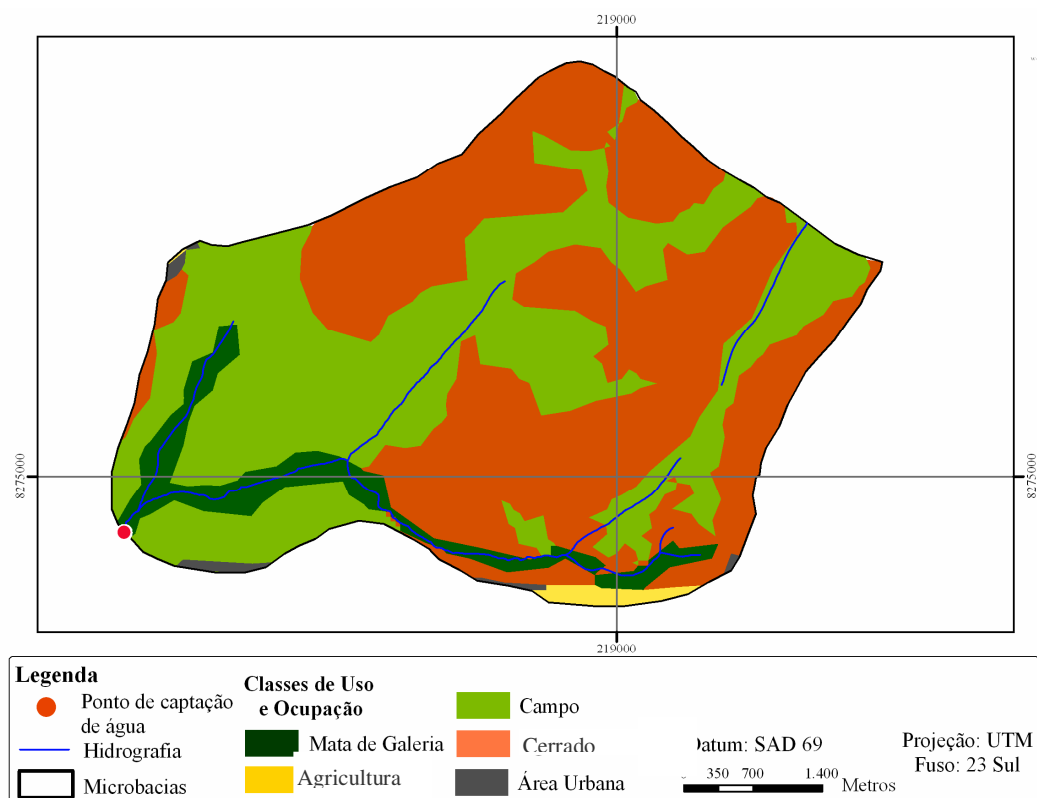 219000
8275000
8275000
219000
Legenda
Ponto de captação
de água
Hidrografia
Microbacias
Classes de Uso
e Ocupação
Mata de Galeria
Agricultura
Campo
Cerrado
Área Urbana
atum: SAD 69
350 700 1.400
Metros
Projeção: UTM
Fuso: 23 Sul